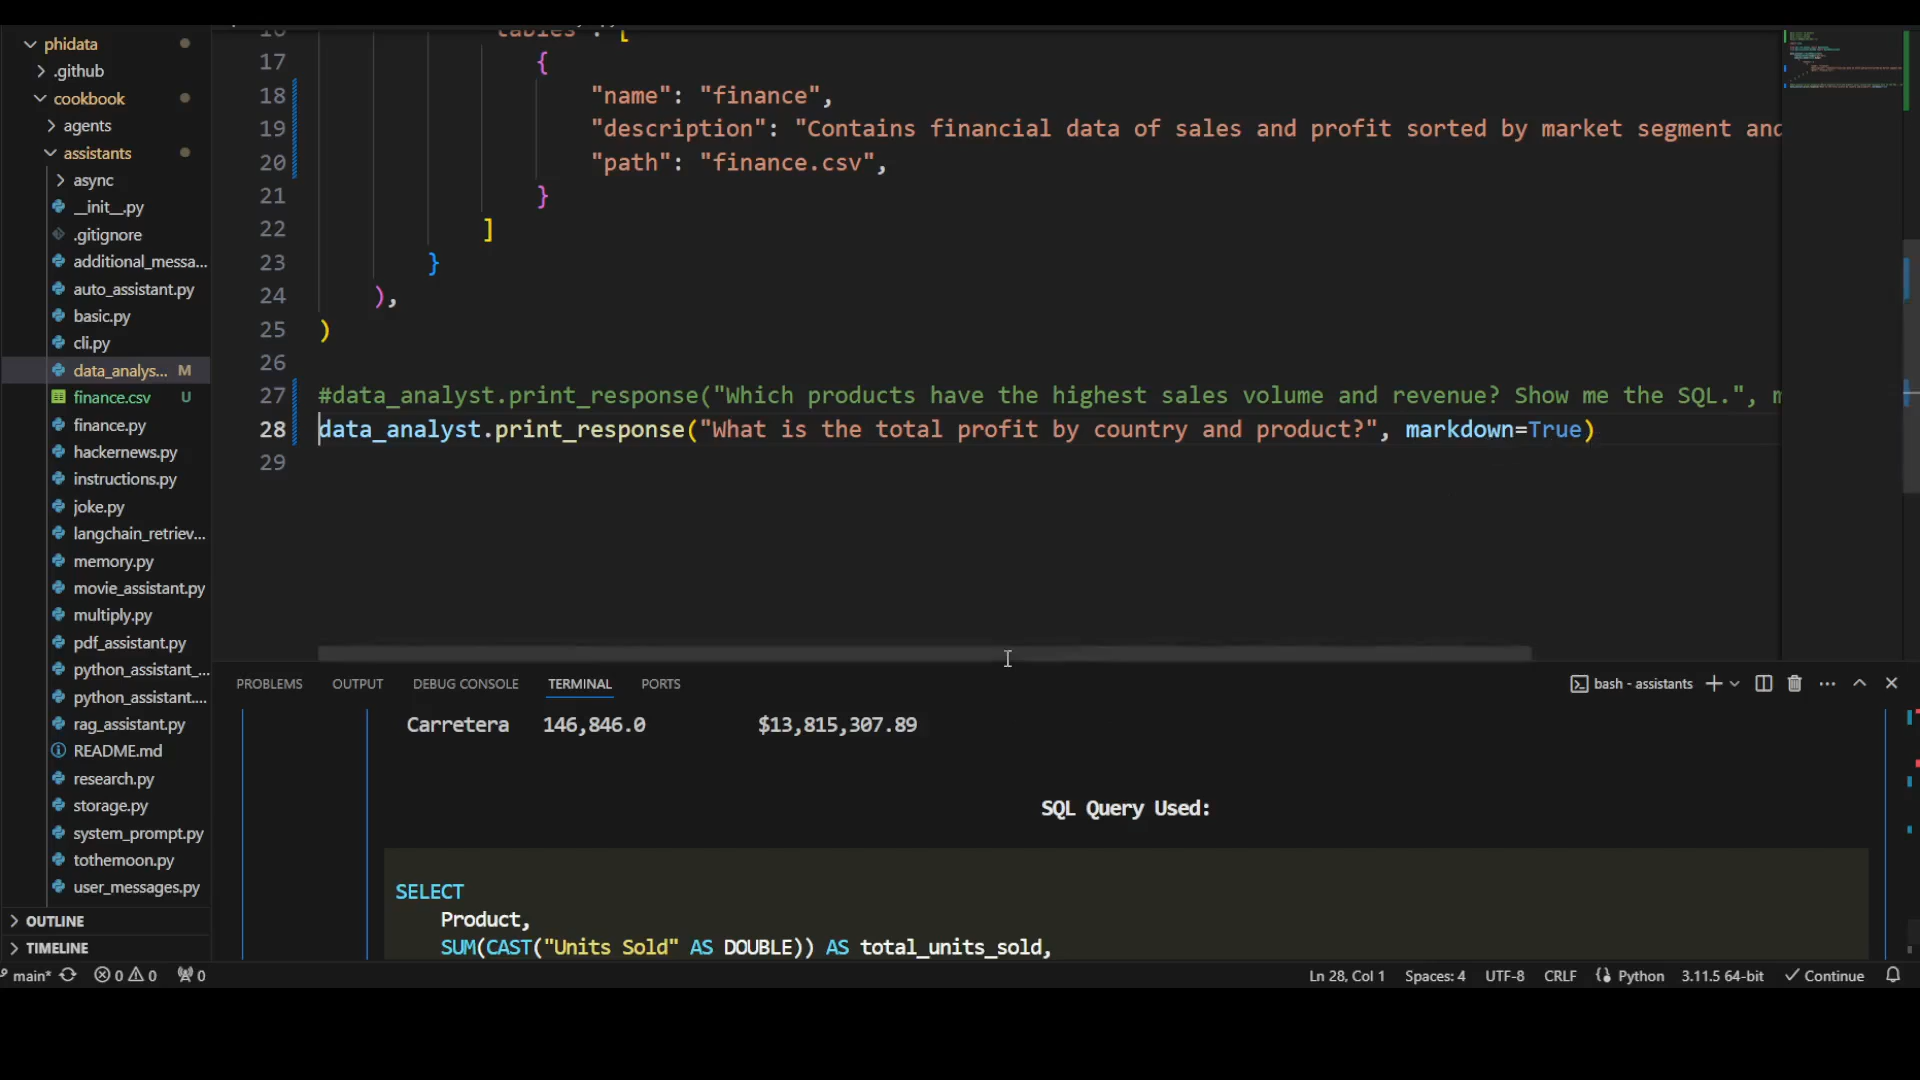 phidata
.github
cookbook
agents
assistants
async
__init__.py
.gitignore
additional_messa...
auto_assistant.py
basic.py
cli.py
data_analys... M
finance.csv U
finance.py
hackernews.py
instructions.py
joke.py
langchain_retriev...
memory.py
movie_assistant.py
multiply.py
pdf_assistant.py
python_assistant_...
python_assistant....
rag_assistant.py
README.md
research.py
storage.py
system_prompt.py
tothemoon.py
user_messages.py
OUTLINE
TIMELINE
16 "tables": [
17 {
18 "name": "finance",
19 "description": "Contains financial data of sales and profit sorted by market segment and
20 "path": "finance.csv",
21 }
22 ]
23 }
24 ),
25 )
26
27 #data_analyst.print_response("Which products have the highest sales volume and revenue? Show me the SQL.", m
28 data_analyst.print_response("What is the total profit by country and product?", markdown=True)
29
PROBLEMS OUTPUT DEBUG CONSOLE TERMINAL PORTS bash - assistants
Carretera 146,846.0 $13,815,307.89
SQL Query Used:
SELECT
Product,
SUM(CAST("Units Sold" AS DOUBLE)) AS total_units_sold,
main* 0 0 0 Ln 28, Col 1 Spaces: 4 UTF-8 CRLF Python 3.11.5 64-bit Continue